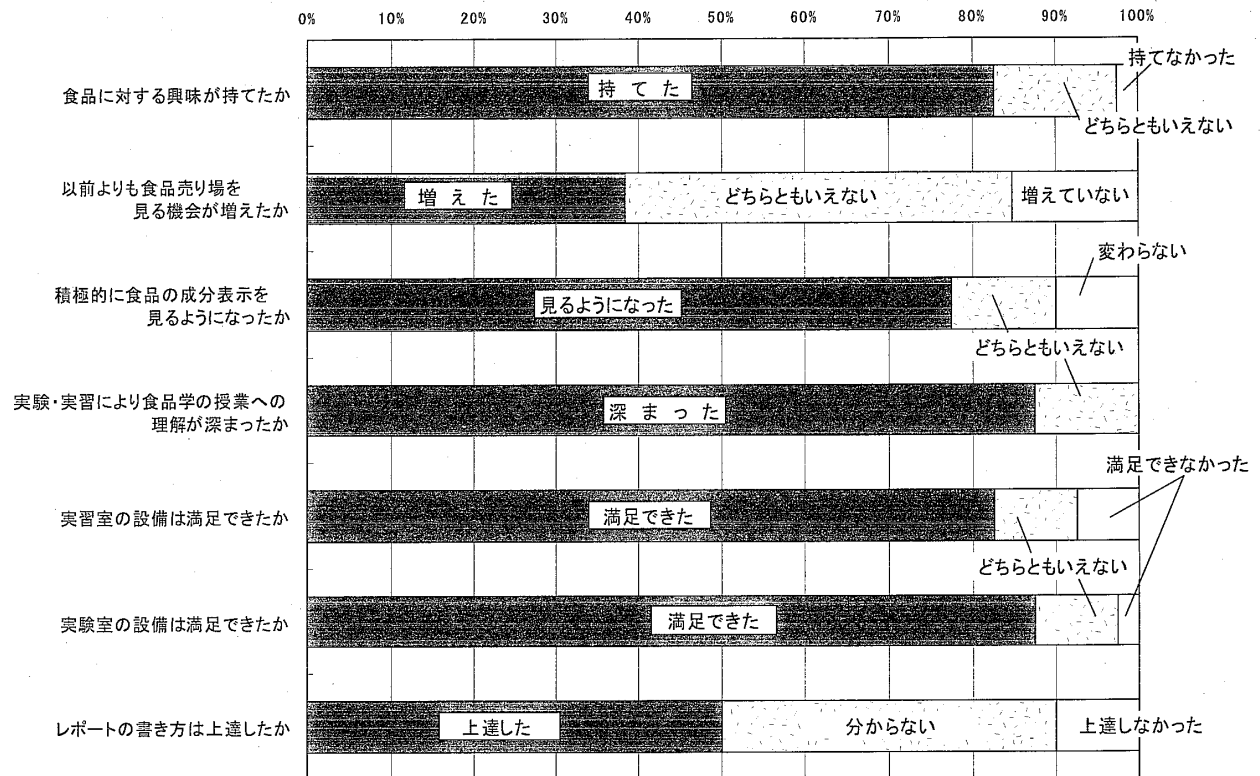 0% 10% 20% 30% 40% 50% 60% 70% 80% 90% 100%
持てなかった
食品に対する興味が持てたか
持てた
どちらともいえない
以前よりも食品売り場を
見る機会が増えたか
増えた
どちらともいえない
増えていない
変わらない
積極的に食品の成分表示を
見るようになったか
見るようになった
どちらともいえない
実験・実習により食品学の授業への
理解が深まったか
深まった
満足できなかった
実習室の設備は満足できたか
満足できた
どちらともいえない
実験室の設備は満足できたか
満足できた
レポートの書き方は上達したか
上達した
分からない
上達しなかった